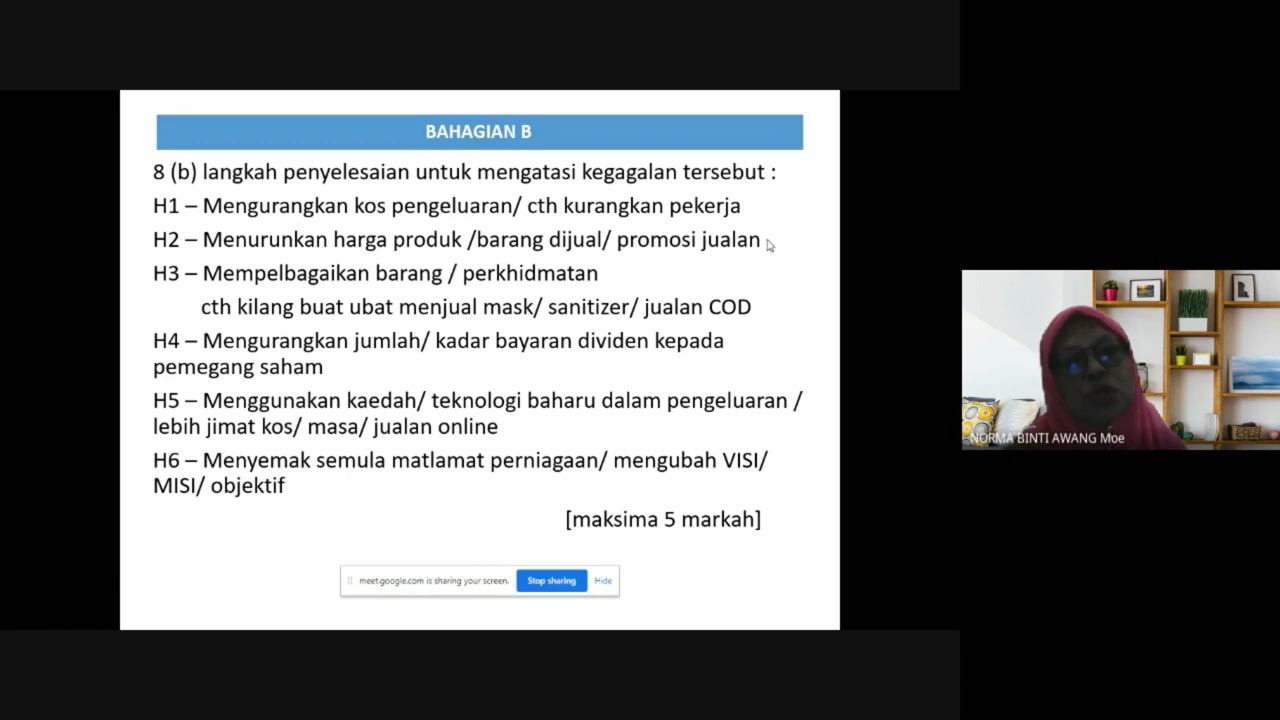 BAHAGIAN B
8 (b) langkah penyelesaian untuk mengatasi kegagalan tersebut :
H1 – Mengurangkan kos pengeluaran/ cth kurangkan pekerja
H2 – Menurunkan harga produk /barang dijual/ promosi jualan
H3 – Mempelbagaikan barang / perkhidmatan
cth kilang buat ubat menjual mask/ sanitizer/ jualan COD
H4 – Mengurangkan jumlah/ kadar bayaran dividen kepada
pemegang saham
H5 – Menggunakan kaedah/ teknologi baharu dalam pengeluaran /
lebih jimat kos/ masa/ jualan online
H6 – Menyemak semula matlamat perniagaan/ mengubah VISI/
MISI/ objektif
[maksima 5 markah]
meet.google.com is sharing your screen. Stop sharing Hide
NORMA BINTI AWANG Moe